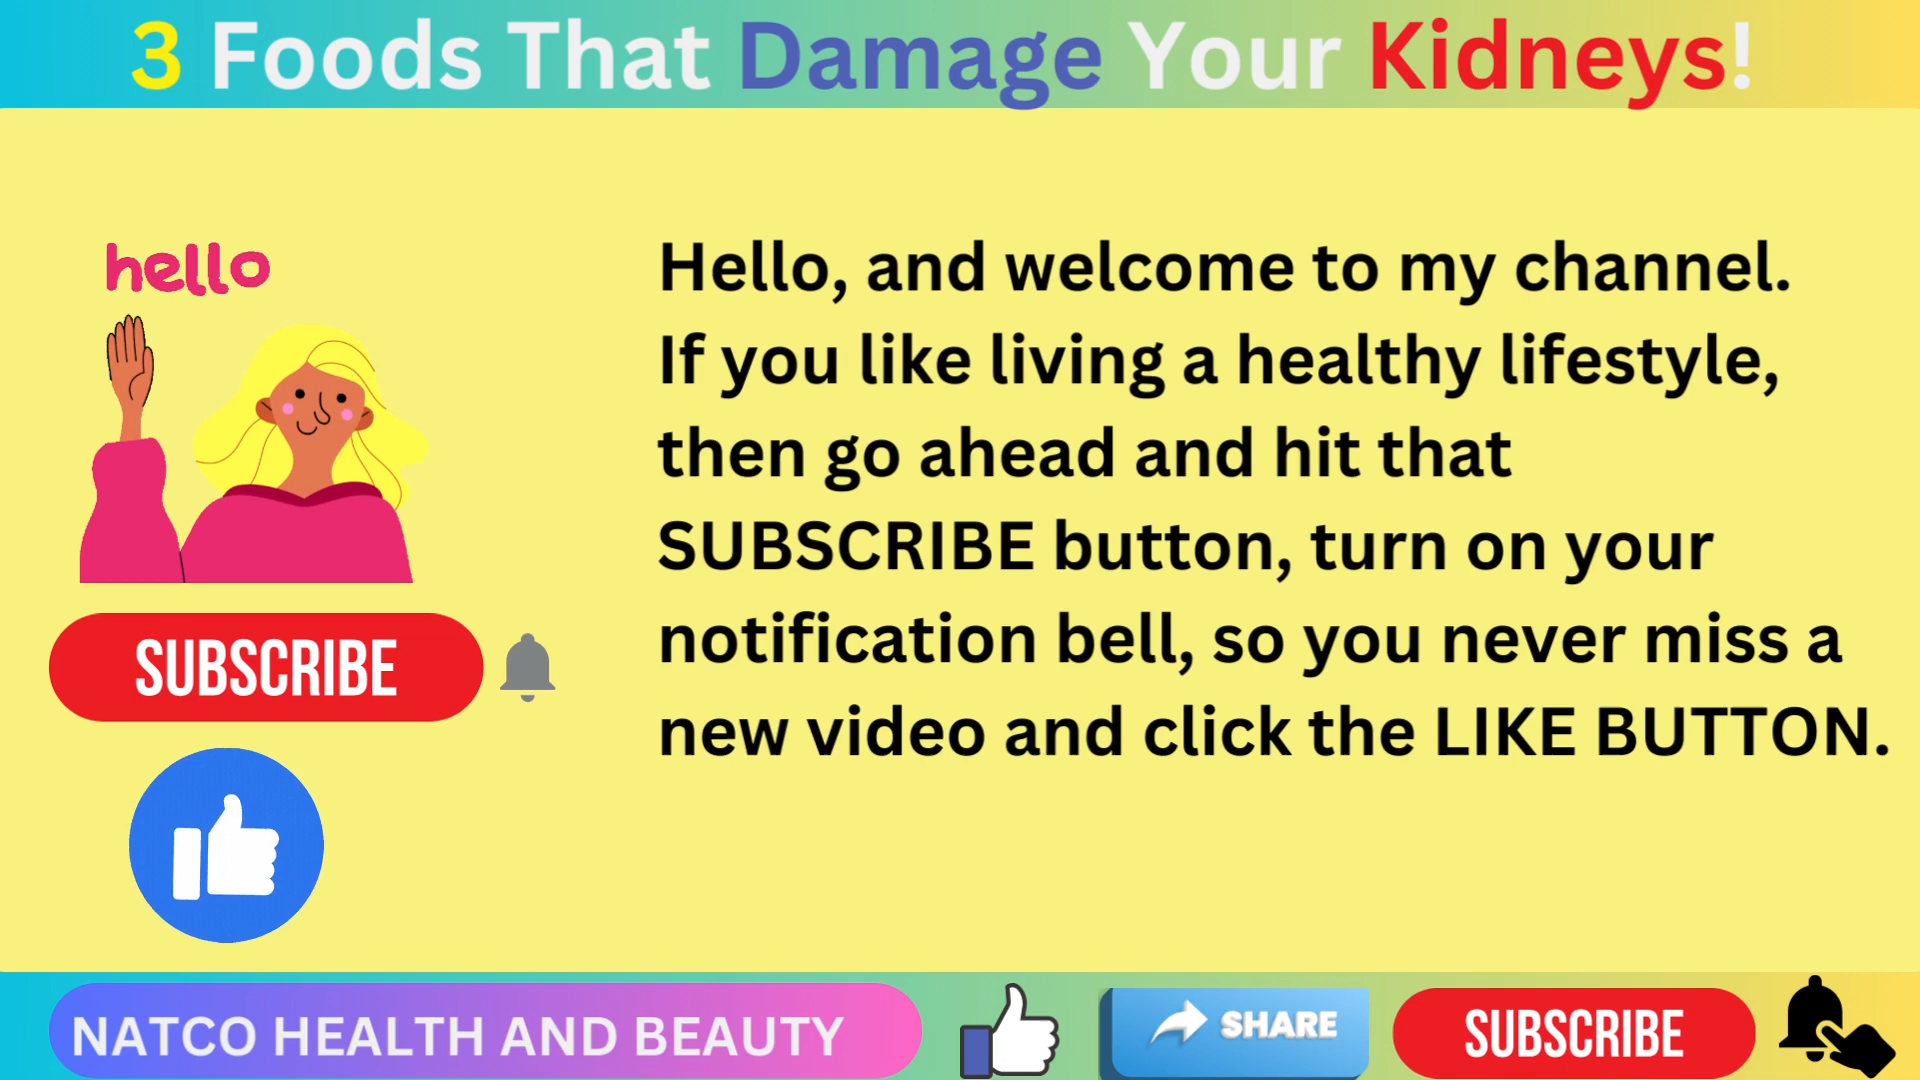 3 Foods That Damage Your Kidneys!
hello
Hello, and welcome to my channel.
If you like living a healthy lifestyle,
then go ahead and hit that
SUBSCRIBE button, turn on your
notification bell, so you never miss a
new video and click the LIKE BUTTON.
SUBSCRIBE
NATCO HEALTH AND BEAUTY
SHARE
SUBSCRIBE